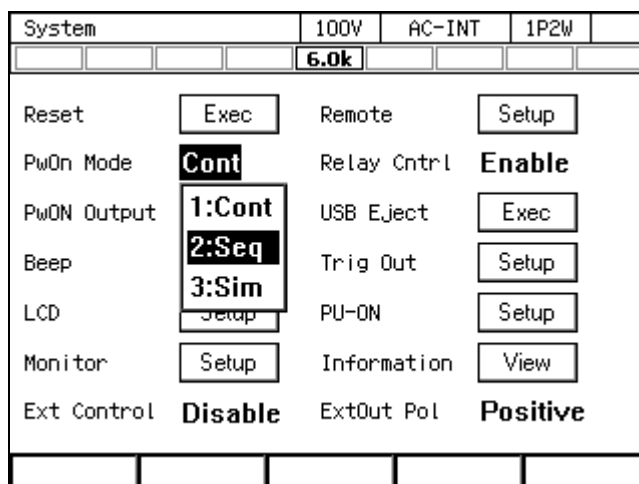 System 100V AC-INT 1P2W
6.0k
Reset Exec Remote Setup
PwOn Mode Cont Relay Cntrl Enable
PwON Output 1:Cont USB Eject Exec
Beep 2:Seq Trig Out Setup
3:Sim
LCD Setup PU-ON Setup
Monitor Setup Information View
Ext Control Disable ExtOut Pol Positive